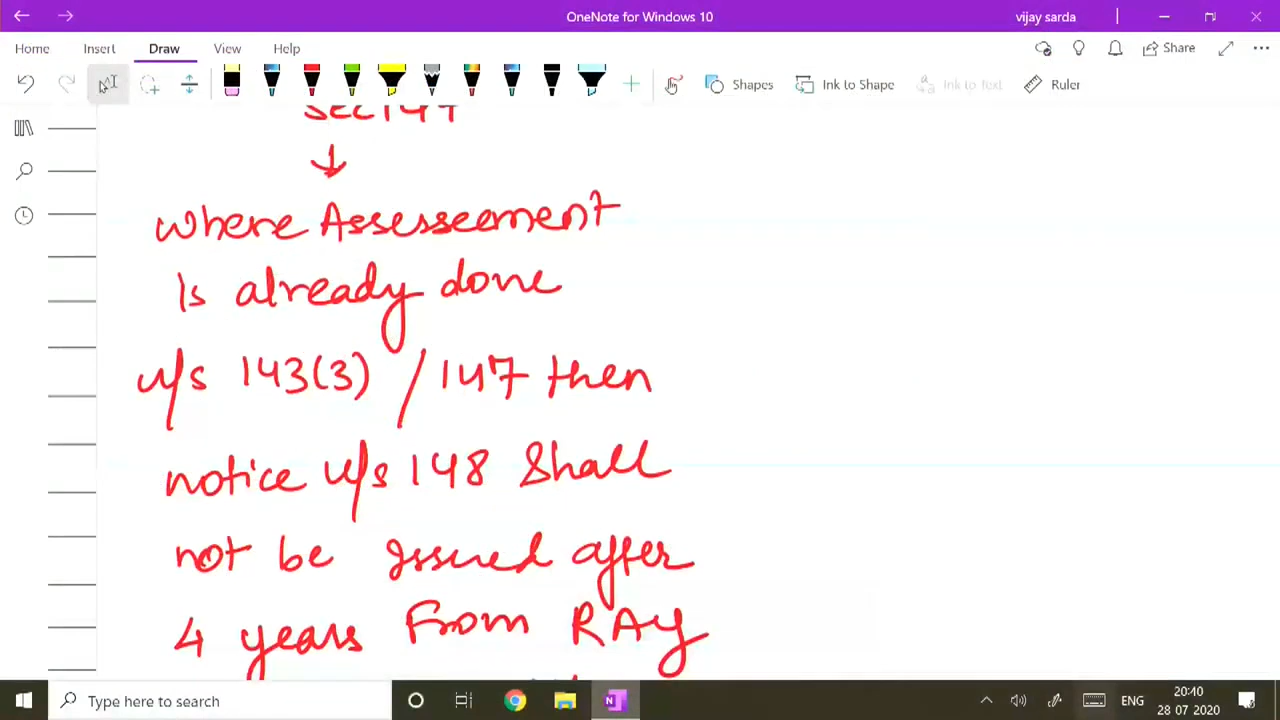 OneNote for Windows 10
vijay sarda
Home Insert Draw View Help
Share
Shapes
Ink to Shape
Ink to Text
Ruler
where Assesseement
Is already done
u/s 143(3) / 147 then
notice u/s 148 Shall
not be Issued after
4 years From RAY
Type here to search
ENG
20:40
28 07 2020
3